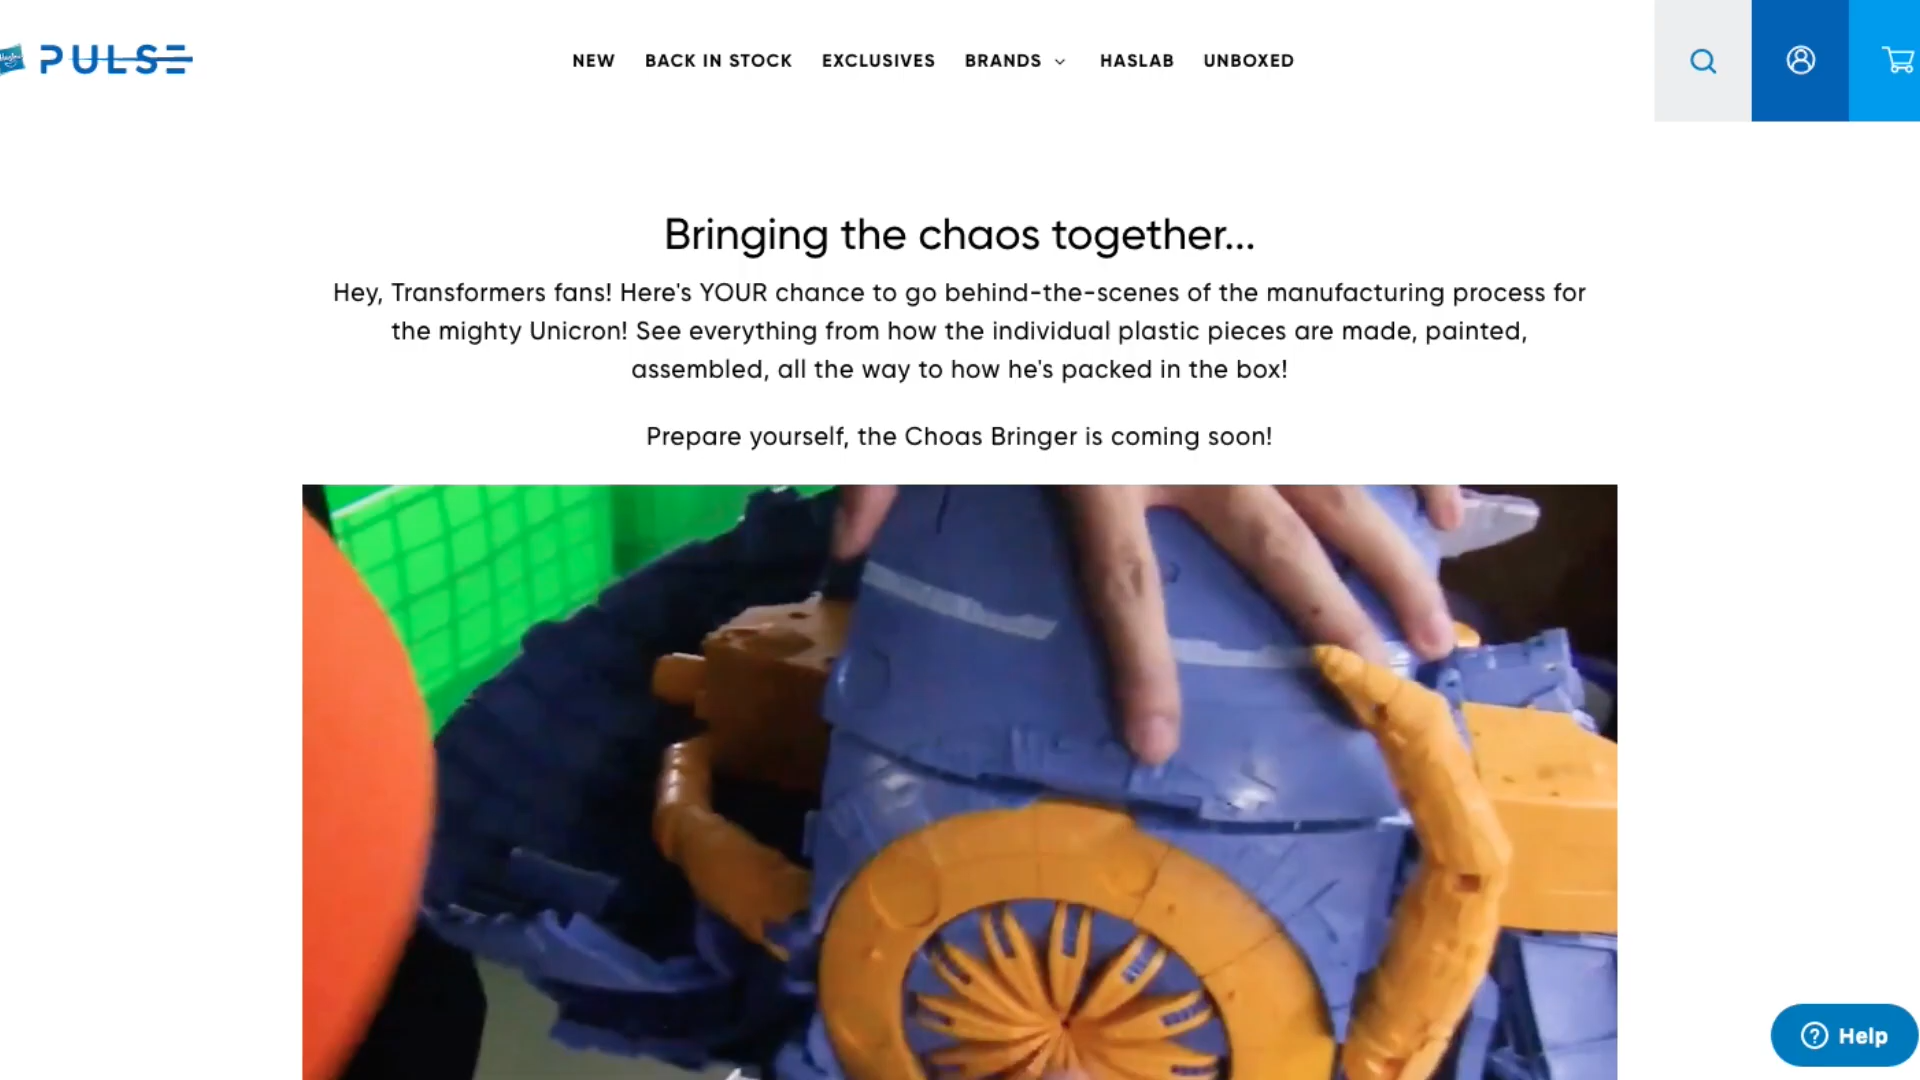 Hasbro
PULSE
NEW BACK IN STOCK EXCLUSIVES BRANDS HASLAB UNBOXED
Bringing the chaos together...
Hey, Transformers fans! Here's YOUR chance to go behind-the-scenes of the manufacturing process for
the mighty Unicron! See everything from how the individual plastic pieces are made, painted,
assembled, all the way to how he's packed in the box!
Prepare yourself, the Choas Bringer is coming soon!
Help